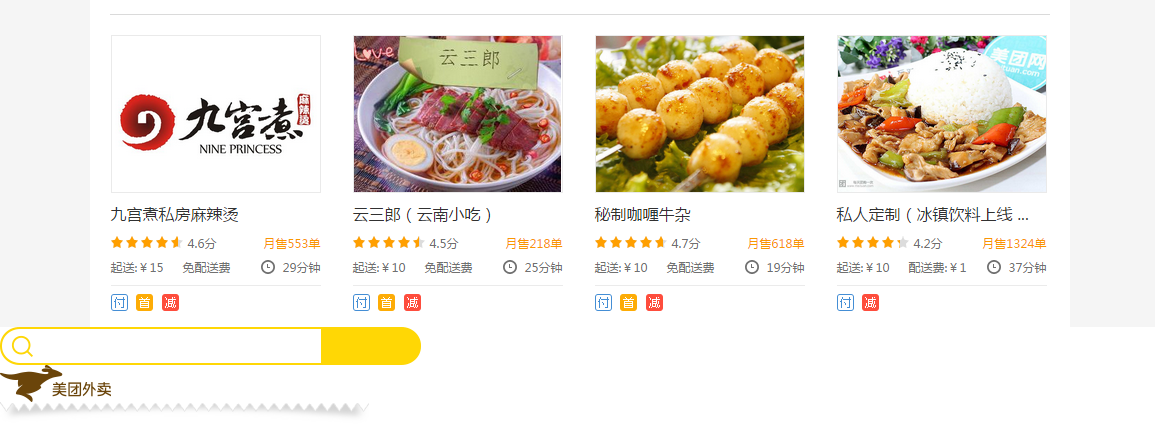 Love
云三郎
美团网
tuan.com
九宫煮
麻辣烫
NINE PRINCESS
九宫煮私房麻辣烫
云三郎（云南小吃）
秘制咖喱牛杂
私人定制（冰镇饮料上线 ...
4.6分 月售553单
4.5分 月售218单
4.7分 月售618单
4.2分 月售1324单
起送:￥15 免配送费 29分钟
起送:￥10 免配送费 25分钟
起送:￥10 免配送费 19分钟
起送:￥10 配送费:￥1 37分钟
付 首 减
付 首 减
付 首 减
付 减
美团外卖